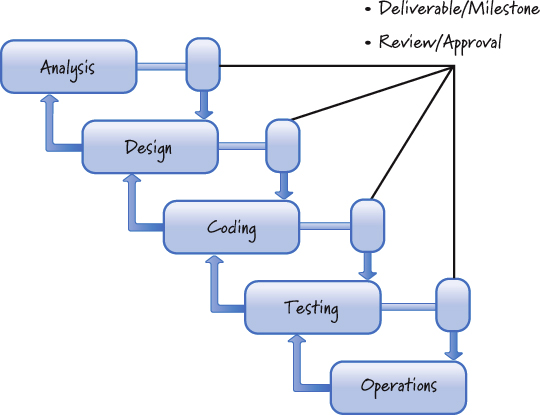 • Deliverable/Milestone
• Review/Approval
Analysis
Design
Coding
Testing
Operations